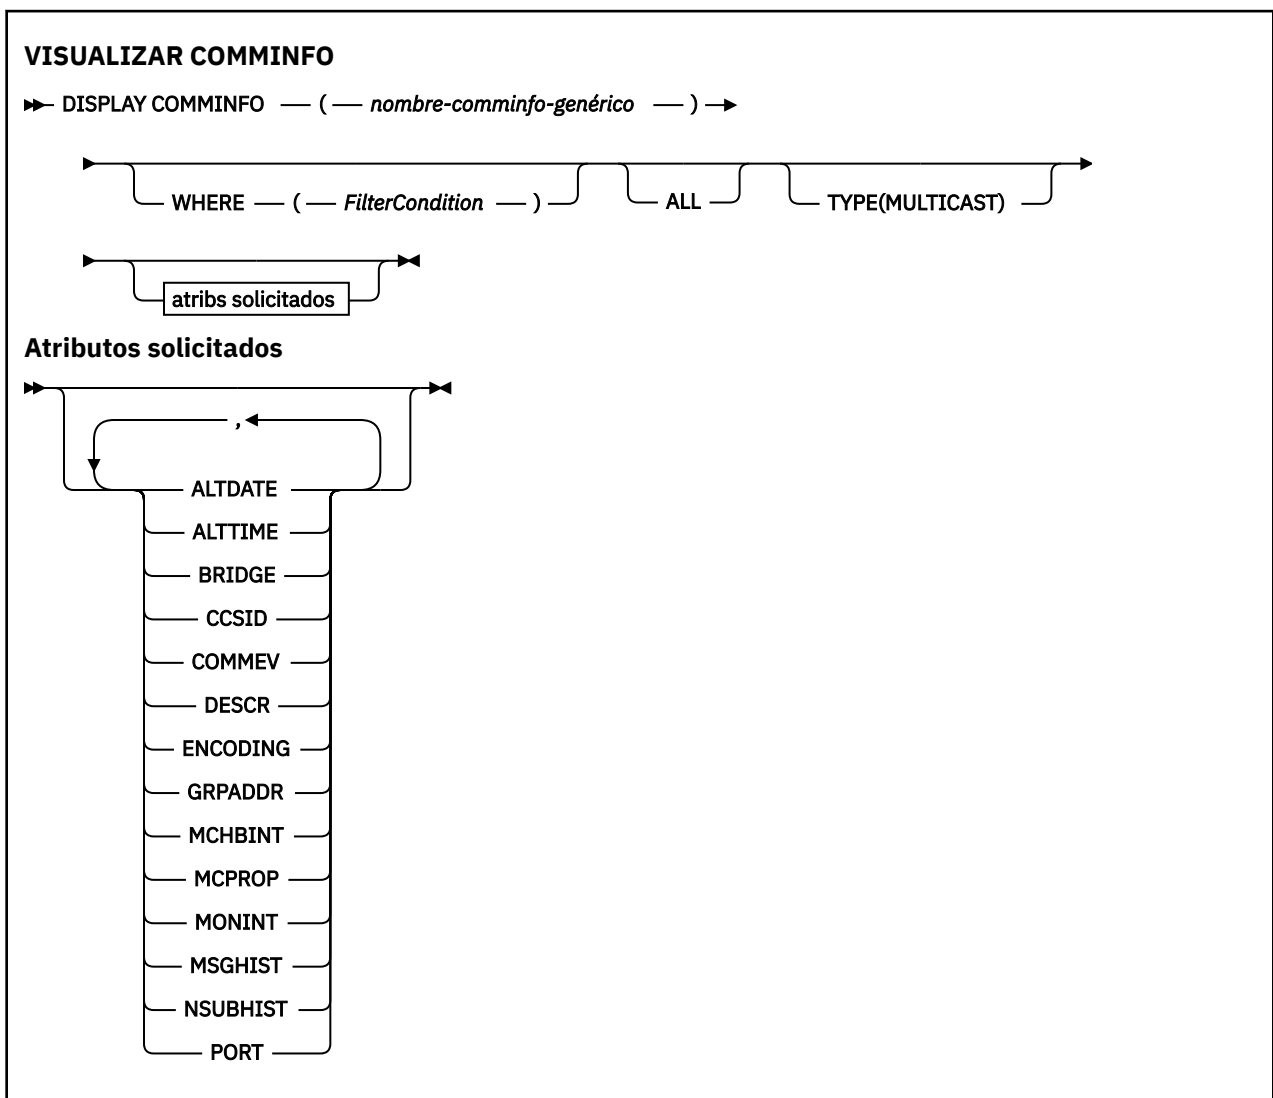 VISUALIZAR COMMINFO
DISPLAY COMMINFO ( nombre-comminfo-genérico )
WHERE ( FilterCondition ) ALL TYPE(MULTICAST)
atribs solicitados
Atributos solicitados
,
ALTDATE
ALTTIME
BRIDGE
CCSID
COMMEV
DESCR
ENCODING
GRPADDR
MCHBINT
MCPROP
MONINT
MSGHIST
NSUBHIST
PORT